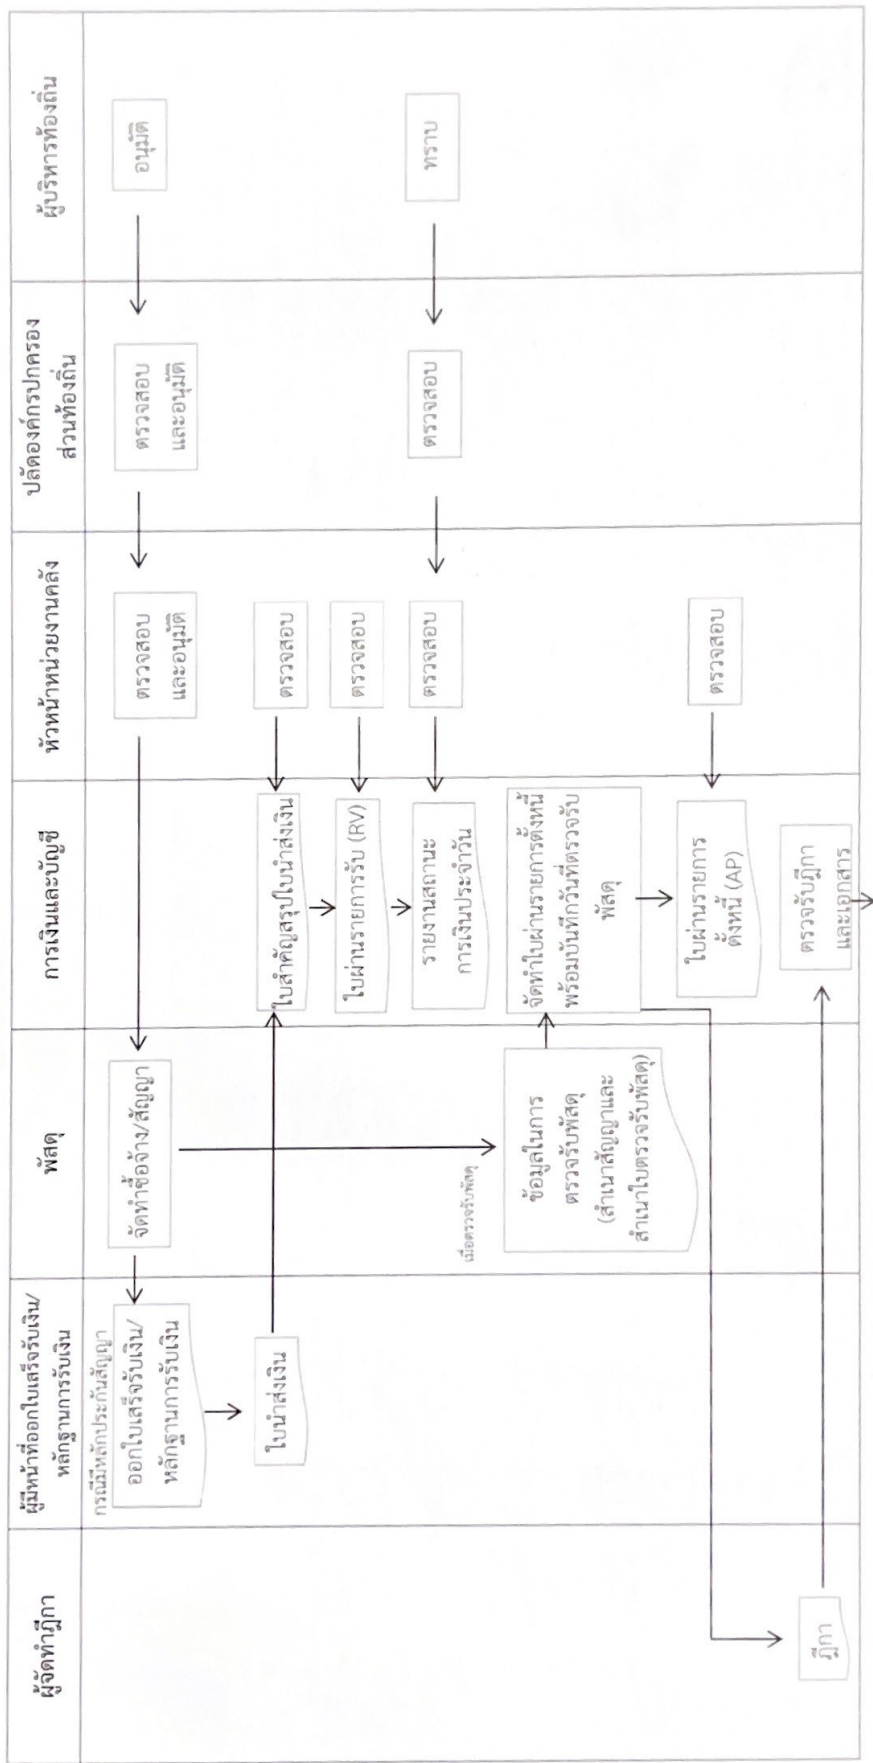 ผู้จัดทำฎีกา
ผู้มีหน้าที่ออกใบเสร็จรับเงิน/
หลักฐานการรับเงิน
พัสดุ
การเงินและบัญชี
หัวหน้าหน่วยงานคลัง
ปลัดองค์กรปกครอง
ส่วนท้องถิ่น
ผู้บริหารท้องถิ่น
กรณีมีหลักประกันสัญญา
ออกใบเสร็จรับเงิน/
หลักฐานการรับเงิน
จัดทำซื้อจ้าง/สัญญา
ตรวจสอบ
และอนุมัติ
ตรวจสอบ
และอนุมัติ
อนุมัติ
ใบนำส่งเงิน
ใบสำคัญสรุปใบนำส่งเงิน
ตรวจสอบ
ใบผ่านรายการรับ (RV)
ตรวจสอบ
รายงานสถานะ
การเงินประจำวัน
ตรวจสอบ
ตรวจสอบ
ทราบ
เมื่อตรวจรับพัสดุ
ข้อมูลในการ
ตรวจรับพัสดุ
(สำเนาสัญญาและ
สำเนาใบตรวจรับพัสดุ)
จัดทำใบผ่านรายการตั้งหนี้
พร้อมบันทึกวันที่ตรวจรับ
พัสดุ
ใบผ่านรายการ
ตั้งหนี้ (AP)
ตรวจสอบ
ฎีกา
ตรวจรับฎีกา
และเอกสาร